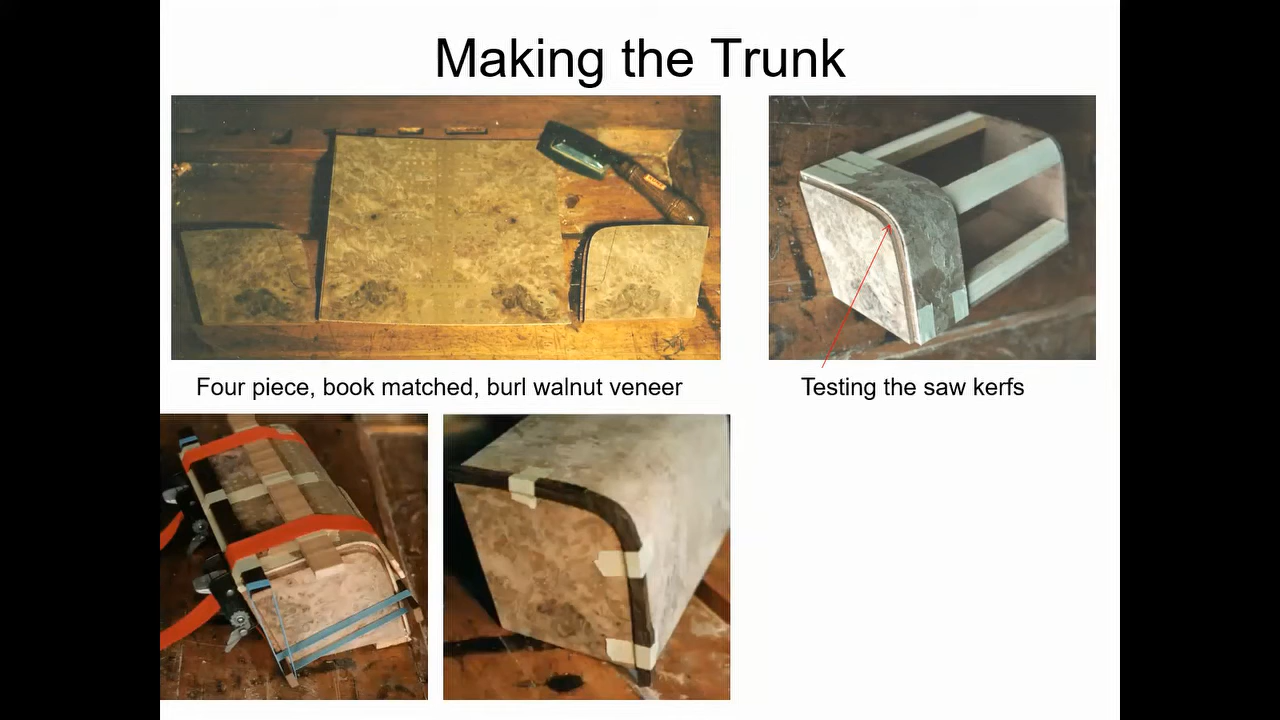 Making the Trunk
Four piece, book matched, burl walnut veneer
Testing the saw kerfs